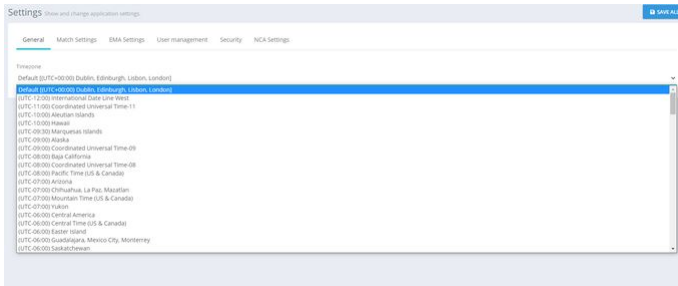 Settings Show and change application settings.
SAVE ALL
General Match Settings EMA Settings User management Security NCA Settings
Timezone
Default [(UTC+00:00) Dublin, Edinburgh, Lisbon, London]
Default [(UTC+00:00) Dublin, Edinburgh, Lisbon, London]
(UTC-12:00) International Date Line West
(UTC-11:00) Coordinated Universal Time-11
(UTC-10:00) Aleutian Islands
(UTC-10:00) Hawaii
(UTC-09:30) Marquesas Islands
(UTC-09:00) Alaska
(UTC-09:00) Coordinated Universal Time-09
(UTC-08:00) Baja California
(UTC-08:00) Coordinated Universal Time-08
(UTC-08:00) Pacific Time (US & Canada)
(UTC-07:00) Arizona
(UTC-07:00) Chihuahua, La Paz, Mazatlan
(UTC-07:00) Mountain Time (US & Canada)
(UTC-07:00) Yukon
(UTC-06:00) Central America
(UTC-06:00) Central Time (US & Canada)
(UTC-06:00) Easter Island
(UTC-06:00) Guadalajara, Mexico City, Monterrey
(UTC-06:00) Saskatchewan